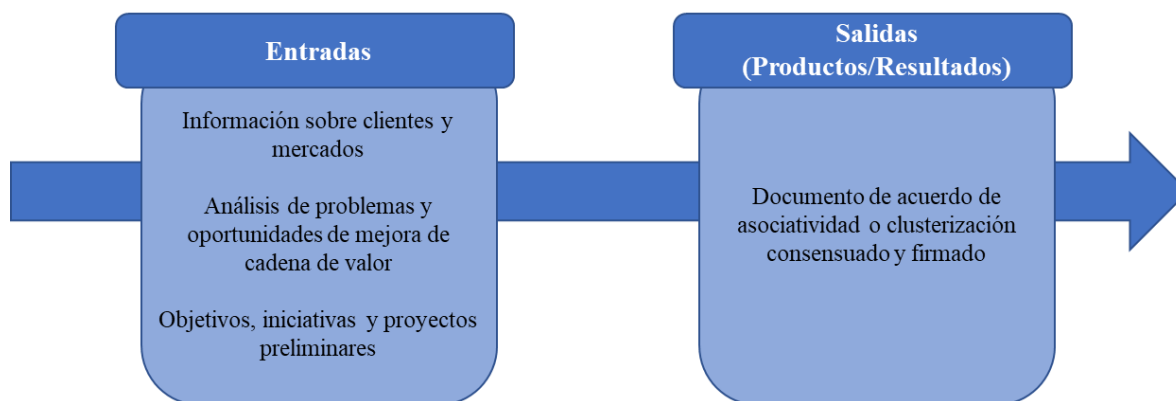 Entradas
Información sobre clientes y
mercados
Análisis de problemas y
oportunidades de mejora de
cadena de valor
Objetivos, iniciativas y proyectos
preliminares
Salidas
(Productos/Resultados)
Documento de acuerdo de
asociatividad o clusterización
consensuado y firmado